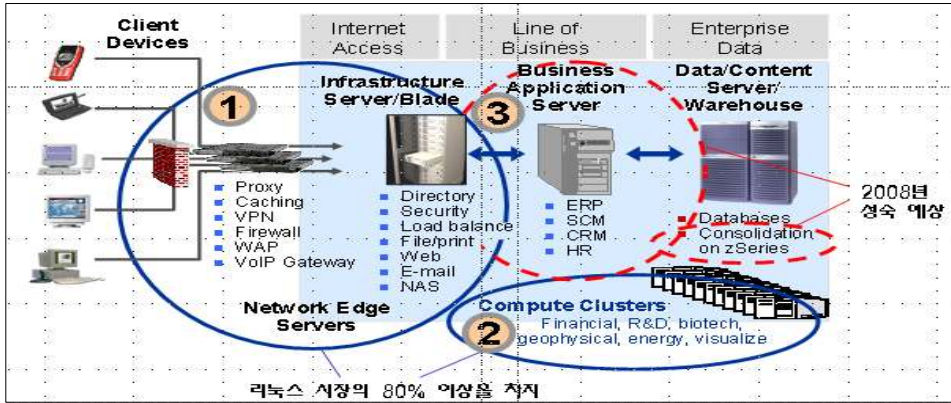 Client
Devices
Internet
Access
Line of
Business
Enterprise
Data
Infrastructure
Server/Blade
Business
Application
Server
Data/Content
Server/
Warehouse
1
3
Proxy
Caching
VPN
Firewall
WAP
VoIP Gateway
Directory
Security
Load balance
File/print
Web
E-mail
NAS
ERP
SCM
CRM
HR
Databases
Consolidation
on zSeries
2008년
성숙 예상
Network Edge
Servers
Compute Clusters
Financial, R&D, biotech,
geophysical, energy, visualize
2
리눅스 시장의 80% 이상을 차지